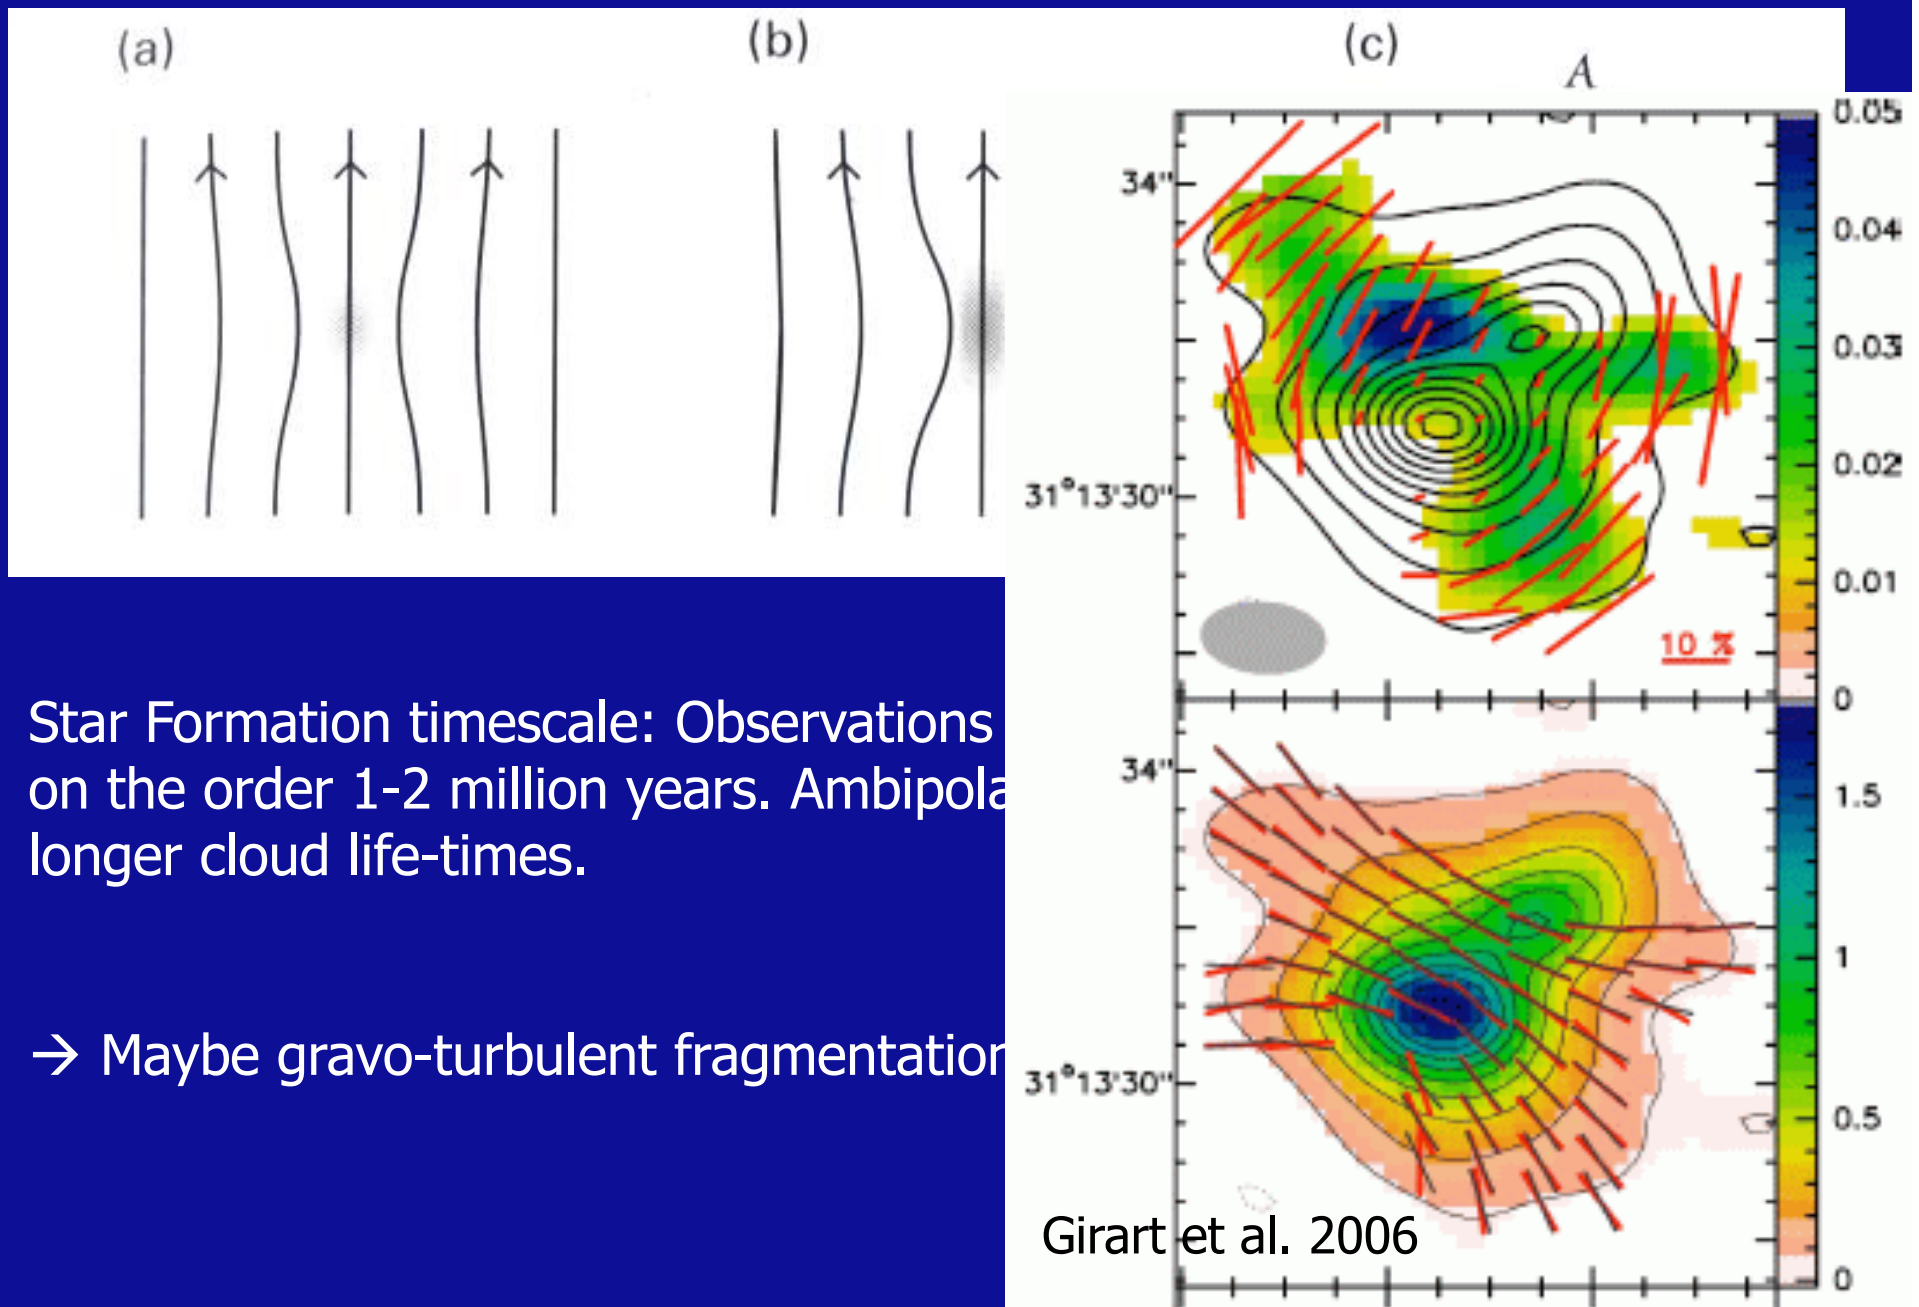 (a)
(b)
(c)
A
0.05
34"
0.04
0.03
0.02
31°13'30"
0.01
10 %
0
34"
1.5
1
31°13'30"
0.5
0
Star Formation timescale: Observations
on the order 1-2 million years. Ambipola
longer cloud life-times.
→ Maybe gravo-turbulent fragmentation
Girart et al. 2006